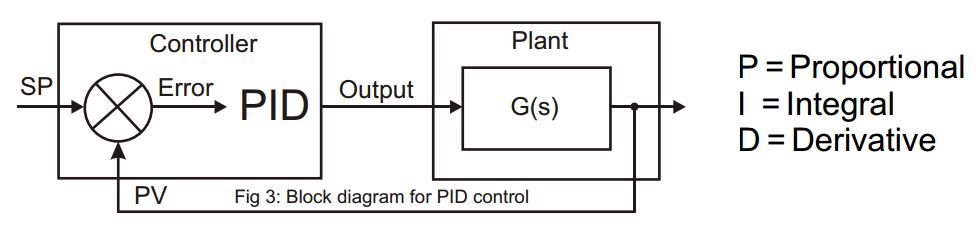 Controller
Plant
SP
Error
PID
Output
G(s)
PV
Fig 3: Block diagram for PID control
P = Proportional
I = Integral
D = Derivative